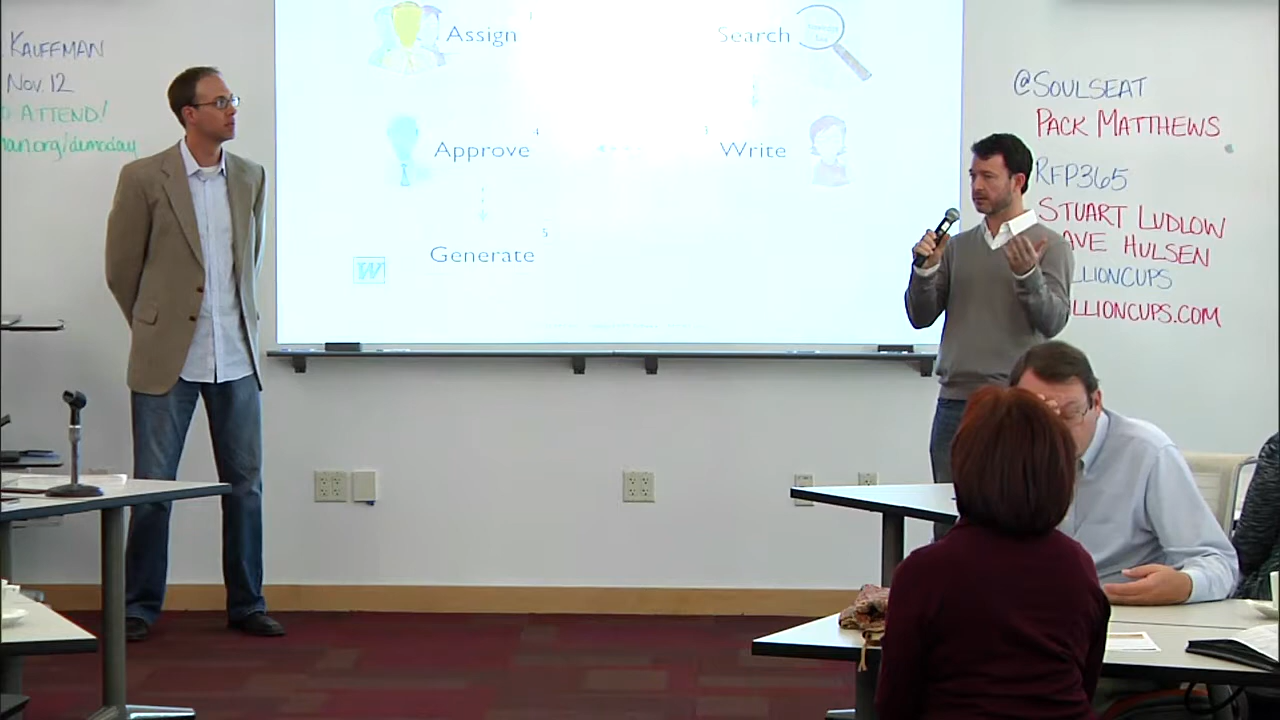 KAUFFMAN
Nov. 12
ATTEND!
man.org/demoday
Assign
Search
Approve
Write
Generate
5
W
@SOULSEAT
PACK MATTHEWS
RFP365
STUART LUDLOW
AVE HULSEN
LLIONCUPS
LLIONCUPS.COM